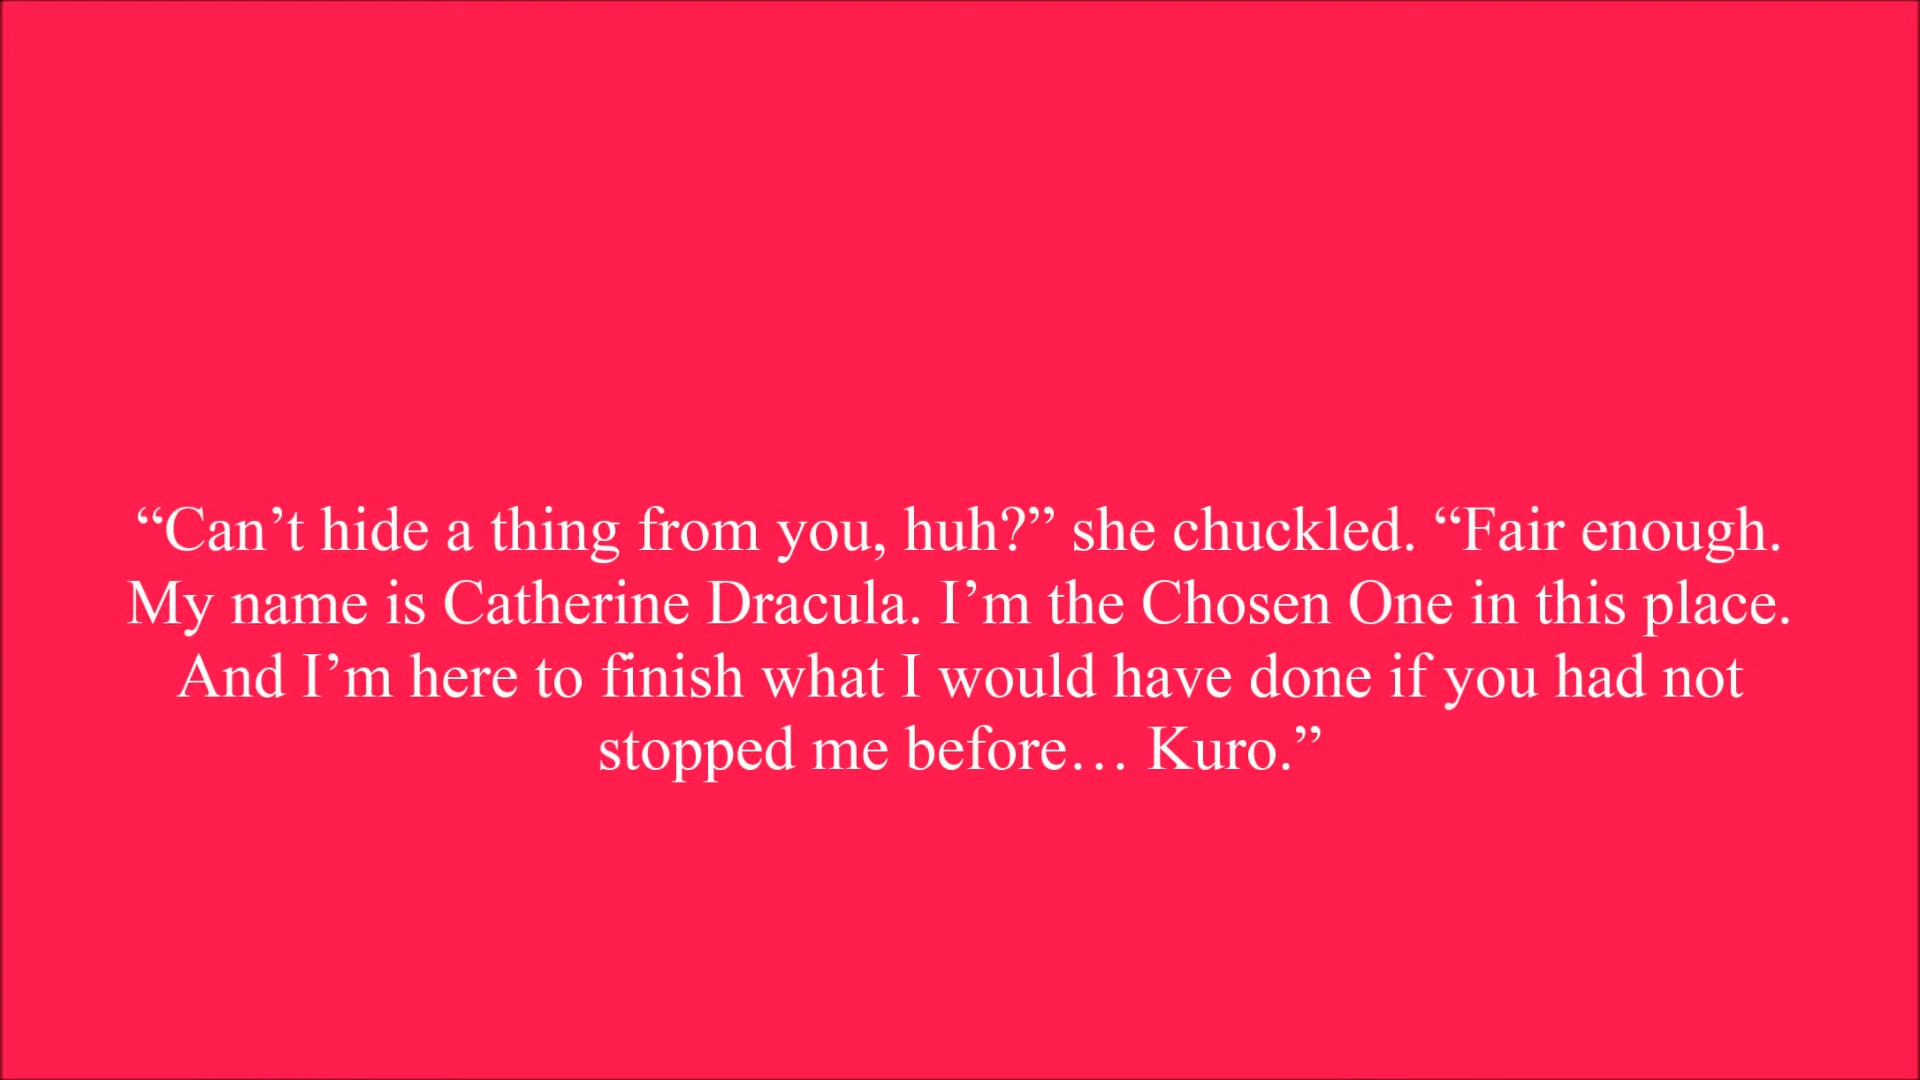 “Can’t hide a thing from you, huh?” she chuckled. “Fair enough.
My name is Catherine Dracula. I’m the Chosen One in this place.
And I’m here to finish what I would have done if you had not
stopped me before… Kuro.”